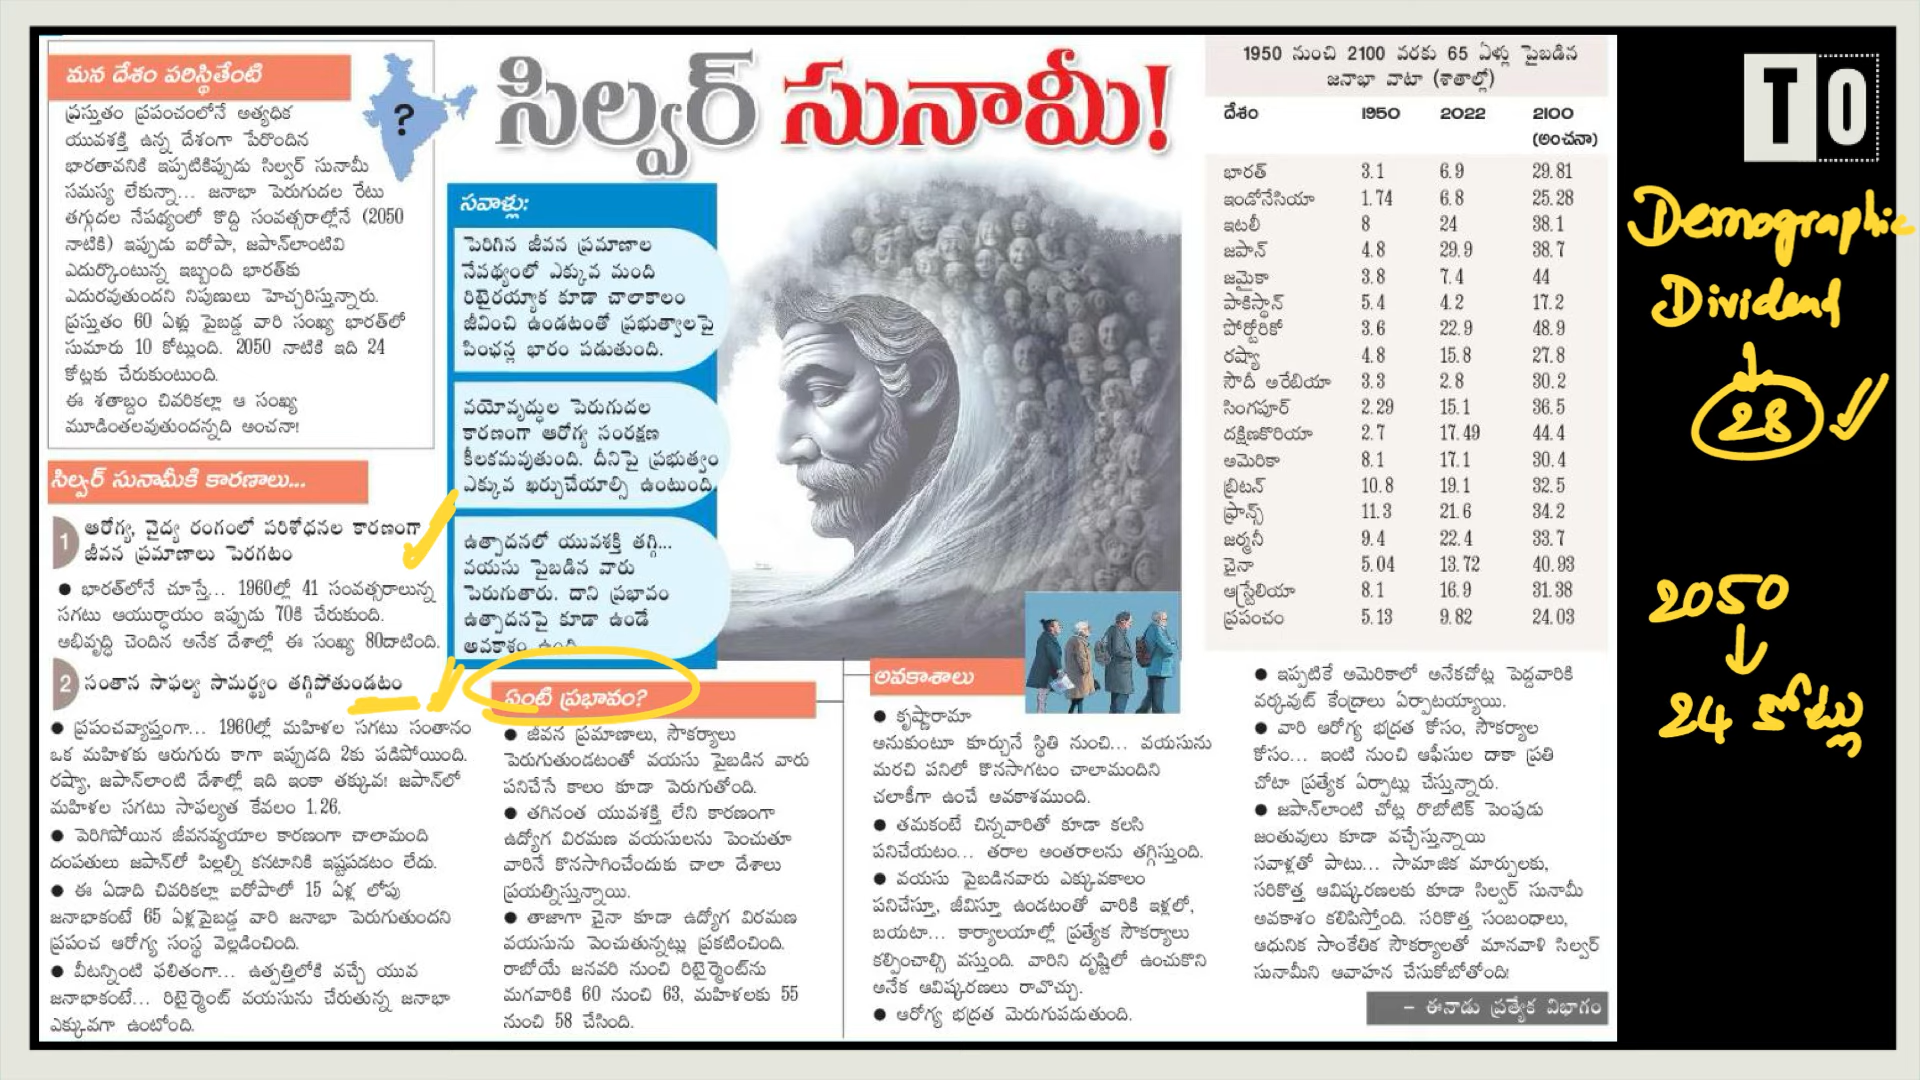 మన దేశం పరిస్థితేంటి
ప్రస్తుతం ప్రపంచంలోనే అత్యధిక
యువశక్తి ఉన్న దేశంగా పేరొందిన
భారతావనికి ఇప్పటికిప్పుడు సిల్వర్ సునామీ
సమస్య లేకున్నా... జనాభా పెరుగుదల రేటు
తగ్గుదల నేపథ్యంలో కొద్ది సంవత్సరాల్లోనే (2050
నాటికి) ఇప్పుడు ఐరోపా, జపాన్‌లాంటివి
ఎదుర్కొంటున్న ఇబ్బంది భారత్‌కు
ఎదురవుతుందని నిపుణులు హెచ్చరిస్తున్నారు.
ప్రస్తుతం 60 ఏళ్లు పైబడ్డ వారి సంఖ్య భారత్‌లో
సుమారు 10 కోట్లుంది. 2050 నాటికి ఇది 24
కోట్లకు చేరుకుంటుంది.
ఈ శతాబ్దం చివరికల్లా ఆ సంఖ్య
మూడింతలవుతుందన్నది అంచనా!
?
సిల్వర్ సునామీకి కారణాలు...
1 ఆరోగ్య, వైద్య రంగంలో పరిశోధనల కారణంగా
జీవన ప్రమాణాలు పెరగటం
● భారత్‌లోనే చూస్తే... 1960ల్లో 41 సంవత్సరాలున్న
సగటు ఆయుర్దాయం ఇప్పుడు 70కి చేరుకుంది.
అభివృద్ధి చెందిన అనేక దేశాల్లో ఈ సంఖ్య 80దాటింది.
2 సంతాన సాఫల్య సామర్థ్యం తగ్గిపోతుండటం
● ప్రపంచవ్యాప్తంగా... 1960ల్లో మహిళల సగటు సంతానం
ఒక మహిళకు ఆరుగురు కాగా ఇప్పుడది 2కు పడిపోయింది.
రష్యా, జపాన్‌లాంటి దేశాల్లో ఇది ఇంకా తక్కువ! జపాన్‌లో
మహిళల సగటు సాఫల్యత కేవలం 1.26.
● పెరిగిపోయిన జీవనవ్యయాల కారణంగా చాలామంది
దంపతులు జపాన్‌లో పిల్లల్ని కనటానికి ఇష్టపడటం లేదు.
● ఈ ఏడాది చివరికల్లా ఐరోపాలో 15 ఏళ్ల లోపు
జనాభాకంటే 65 ఏళ్లపైబడ్డ వారి జనాభా పెరుగుతుందని
ప్రపంచ ఆరోగ్య సంస్థ వెల్లడించింది.
● వీటన్నింటి ఫలితంగా... ఉత్పత్తిలోకి వచ్చే యువ
జనాభాకంటే... రిటైర్మెంట్ వయసును చేరుతున్న జనాభా
ఎక్కువగా ఉంటోంది.
సిల్వర్ సునామీ!
సవాళ్లు:
పెరిగిన జీవన ప్రమాణాల
నేపథ్యంలో ఎక్కువ మంది
రిటైరయ్యాక కూడా చాలాకాలం
జీవించి ఉండటంతో ప్రభుత్వాలపై
పింఛన్ల భారం పడుతుంది.
వయోవృద్ధుల పెరుగుదల
కారణంగా ఆరోగ్య సంరక్షణ
కీలకమవుతుంది. దీనిపై ప్రభుత్వం
ఎక్కువ ఖర్చుచేయాల్సి ఉంటుంది.
ఉత్పాదనలో యువశక్తి తగ్గి...
వయసు పైబడిన వారు
పెరుగుతారు. దాని ప్రభావం
ఉత్పాదనపై కూడా ఉండే
అవకాశం ఉంది.
ఏంటి ప్రభావం?
● జీవన ప్రమాణాలు, సౌకర్యాలు
పెరుగుతుండటంతో వయసు పైబడిన వారు
పనిచేసే కాలం కూడా పెరుగుతోంది.
● తగినంత యువశక్తి లేని కారణంగా
ఉద్యోగ విరమణ వయసులను పెంచుతూ
వారినే కొనసాగించేందుకు చాలా దేశాలు
ప్రయత్నిస్తున్నాయి.
● తాజాగా చైనా కూడా ఉద్యోగ విరమణ
వయసును పెంచుతున్నట్లు ప్రకటించింది.
రాబోయే జనవరి నుంచి రిటైర్మెంట్‌ను
మగవారికి 60 నుంచి 63, మహిళలకు 55
నుంచి 58 చేసింది.
అవకాశాలు
● కృష్ణారామా
అనుకుంటూ కూర్చునే స్థితి నుంచి... వయసును
మరచి పనిలో కొనసాగటం చాలామందిని
చలాకీగా ఉంచే అవకాశముంది.
● తమకంటే చిన్నవారితో కూడా కలసి
పనిచేయటం... తరాల అంతరాలను తగ్గిస్తుంది.
● వయసు పైబడినవారు ఎక్కువకాలం
పనిచేస్తూ, జీవిస్తూ ఉండటంతో వారికి ఇళ్లలో,
బయటా... కార్యాలయాల్లో ప్రత్యేక సౌకర్యాలు
కల్పించాల్సి వస్తుంది. వారిని దృష్టిలో ఉంచుకొని
అనేక ఆవిష్కరణలు రావొచ్చు.
● ఆరోగ్య భద్రత మెరుగుపడుతుంది.
1950 నుంచి 2100 వరకు 65 ఏళ్లు పైబడిన
జనాభా వాటా (శాతాల్లో)
దేశం 1950 2022 2100
(అంచనా)
భారత్ 3.1 6.9 29.81
ఇండోనేసియా 1.74 6.8 25.28
ఇటలీ 8 24 38.1
జపాన్ 4.8 29.9 38.7
జమైకా 3.8 7.4 44
పాకిస్థాన్ 5.4 4.2 17.2
పోర్టోరికో 3.6 22.9 48.9
రష్యా 4.8 15.8 27.8
సౌదీ అరేబియా 3.3 2.8 30.2
సింగపూర్ 2.29 15.1 36.5
దక్షిణకొరియా 2.7 17.49 44.4
అమెరికా 8.1 17.1 30.4
బ్రిటన్ 10.8 19.1 32.5
ఫ్రాన్స్ 11.3 21.6 34.2
జర్మనీ 9.4 22.4 33.7
చైనా 5.04 13.72 40.93
ఆస్ట్రేలియా 8.1 16.9 31.38
ప్రపంచం 5.13 9.82 24.03
● ఇప్పటికే అమెరికాలో అనేకచోట్ల పెద్దవారికి
వర్కవుట్ కేంద్రాలు ఏర్పాటయ్యాయి.
● వారి ఆరోగ్య భద్రత కోసం, సౌకర్యాల
కోసం... ఇంటి నుంచి ఆఫీసుల దాకా ప్రతి
చోటా ప్రత్యేక ఏర్పాట్లు చేస్తున్నారు.
● జపాన్‌లాంటి చోట్ల రోబోటిక్ పెంపుడు
జంతువులు కూడా వచ్చేస్తున్నాయి
సవాళ్లతో పాటు... సామాజిక మార్పులకు,
సరికొత్త ఆవిష్కరణలకు కూడా సిల్వర్ సునామీ
అవకాశం కలిపిస్తోంది. సరికొత్త సంబంధాలు,
ఆధునిక సాంకేతిక సౌకర్యాలతో మానవాళి సిల్వర్
సునామీని ఆవాహన చేసుకోబోతోంది!
– ఈనాడు ప్రత్యేక విభాగం
TO
Demographic
Dividend
28
2050
24 కోట్లు